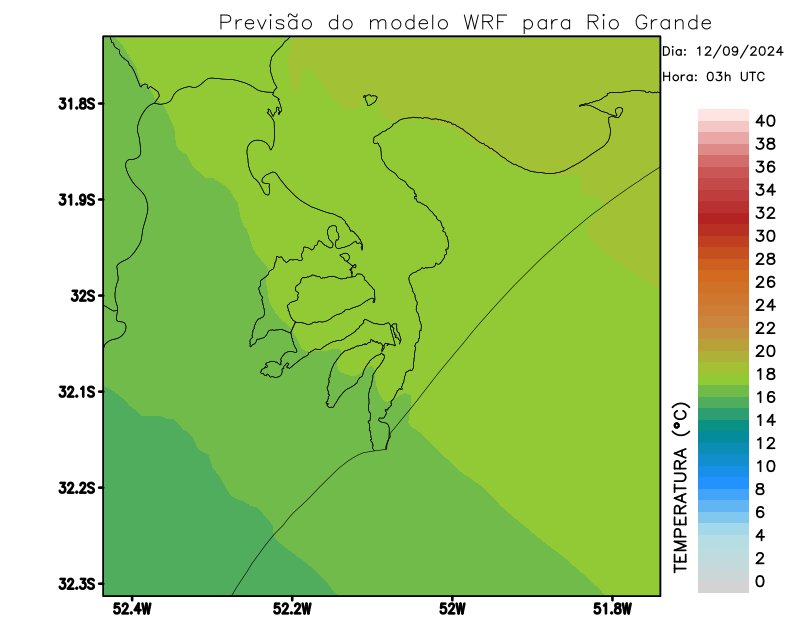 Previsão do modelo WRF para Rio Grande
Dia: 12/09/2024
Hora: 03h UTC
31.8S
31.9S
32S
32.1S
32.2S
32.3S
52.4W
52.2W
52W
51.8W
TEMPERATURA (°C)
40
38
36
34
32
30
28
26
24
22
20
18
16
14
12
10
8
6
4
2
0